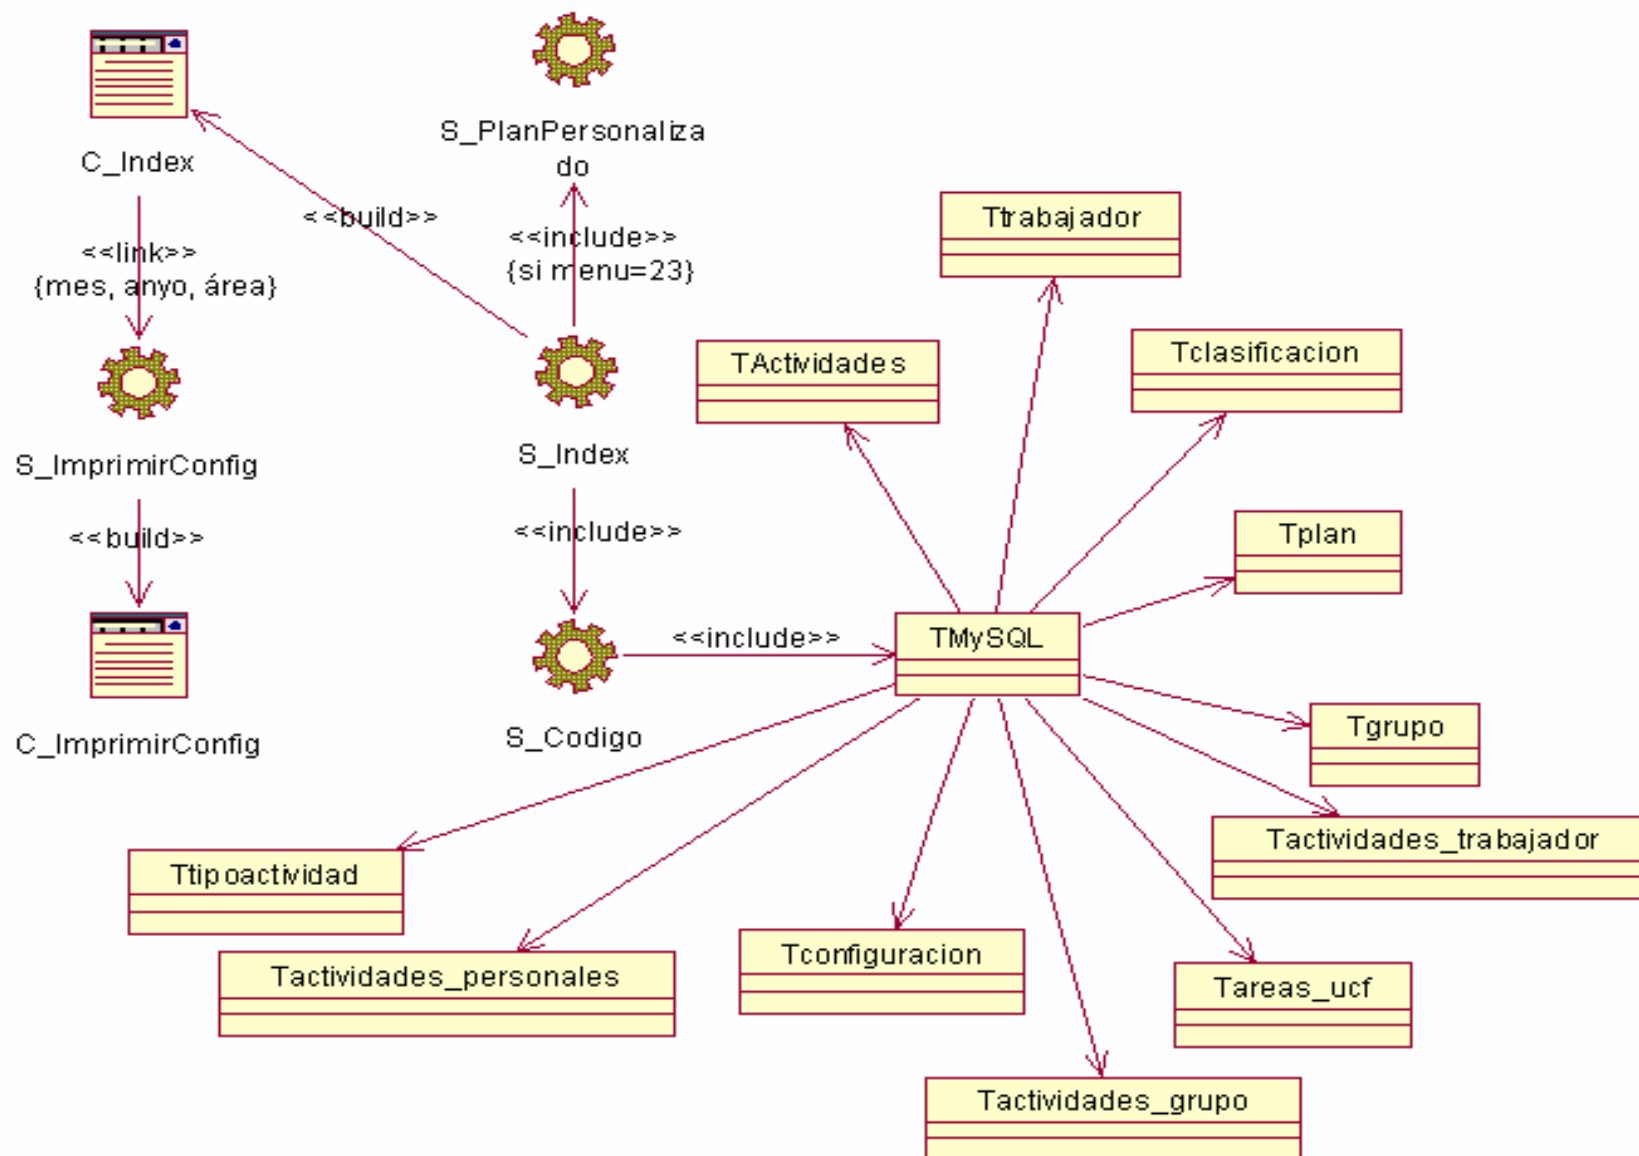 S_PlanPersonaliza
do
C_Index
<<build>>
<<link>>
{mes, anyo, área}
<<include>>
{si menu=23}
Ttrabajador
TActividades
Tclasificacion
S_ImprimirConfig
S_Index
<<build>>
<<include>>
Tplan
<<include>>
TMySQL
C_ImprimirConfig
S_Codigo
Tgrupo
Tactividades_trabajador
Ttipoactividad
Tactividades_personales
Tconfiguracion
Tareas_ucf
Tactividades_grupo